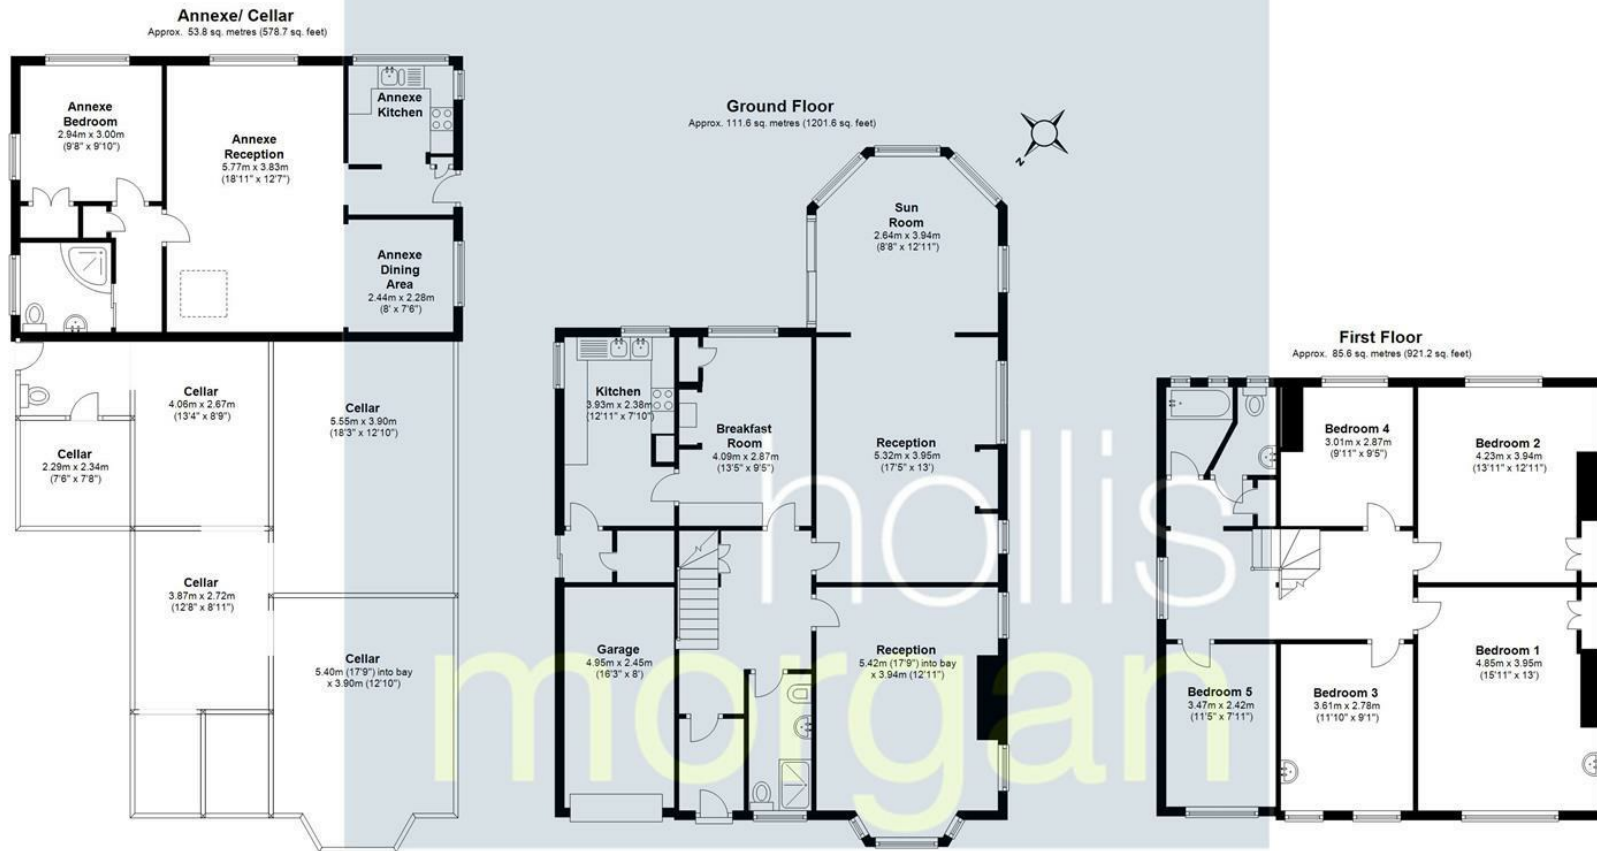 Annexe/ Cellar
Approx. 53.8 sq. metres (578.7 sq. feet)
Annexe
Bedroom
2.94m x 3.00m
(9'8" x 9'10")
Annexe
Reception
5.77m x 3.83m
(18'11" x 12'7")
Annexe
Kitchen
Annexe
Dining
Area
2.44m x 2.28m
(8' x 7'6")
Cellar
4.06m x 2.67m
(13'4" x 8'9")
Cellar
5.55m x 3.90m
(18'3" x 12'10")
Cellar
2.29m x 2.34m
(7'6" x 7'8")
Cellar
3.87m x 2.72m
(12'8" x 8'11")
Cellar
5.40m (17'9") into bay
x 3.90m (12'10")
Ground Floor
Approx. 111.6 sq. metres (1201.6 sq. feet)
N
Sun
Room
2.64m x 3.94m
(8'8" x 12'11")
Kitchen
3.93m x 2.38m
(12'11" x 7'10")
Breakfast
Room
4.09m x 2.87m
(13'5" x 9'5")
Reception
5.32m x 3.95m
(17'5" x 13')
Garage
4.95m x 2.45m
(16'3" x 8')
Reception
5.42m (17'9") into bay
x 3.94m (12'11")
First Floor
Approx. 85.6 sq. metres (921.2 sq. feet)
Bedroom 4
3.01m x 2.87m
(9'11" x 9'5")
Bedroom 2
4.23m x 3.94m
(13'11" x 12'11")
Bedroom 5
3.47m x 2.42m
(11'5" x 7'11")
Bedroom 3
3.61m x 2.78m
(11'10" x 9'1")
Bedroom 1
4.85m x 3.95m
(15'11" x 13')
hollis
morgan